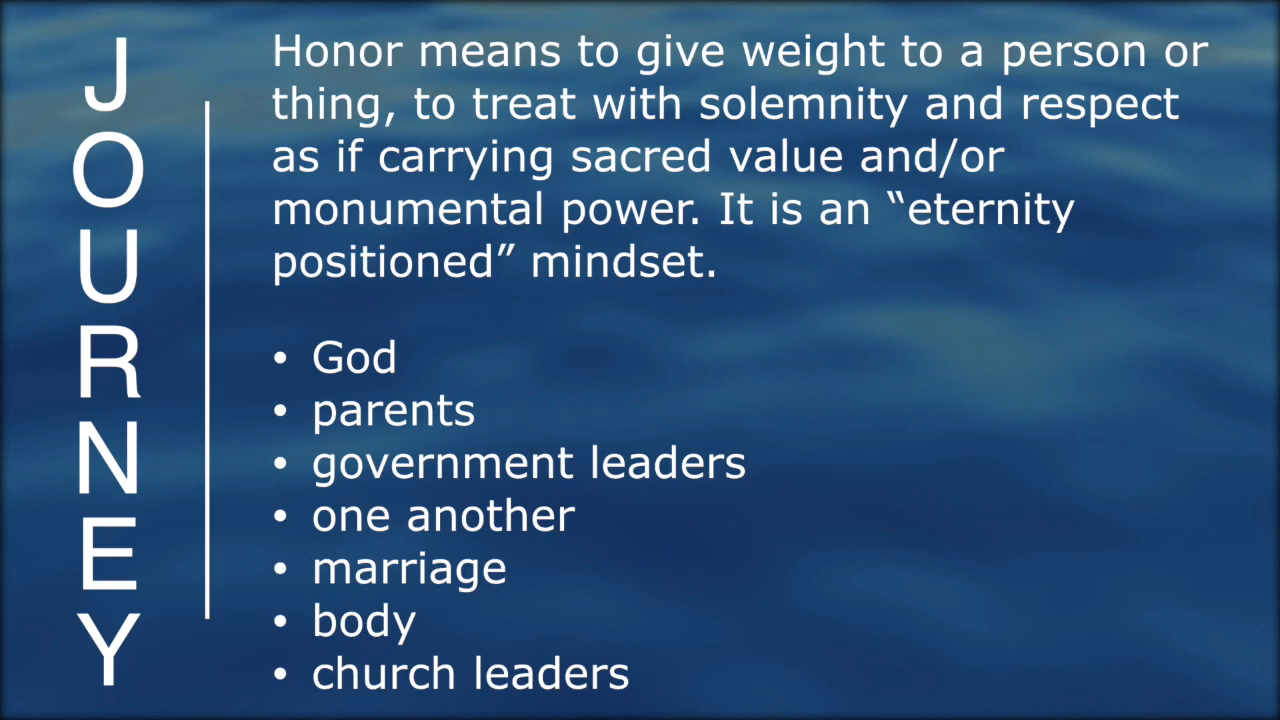 JOURNEY
Honor means to give weight to a person or
thing, to treat with solemnity and respect
as if carrying sacred value and/or
monumental power. It is an “eternity
positioned” mindset.
• God
• parents
• government leaders
• one another
• marriage
• body
• church leaders